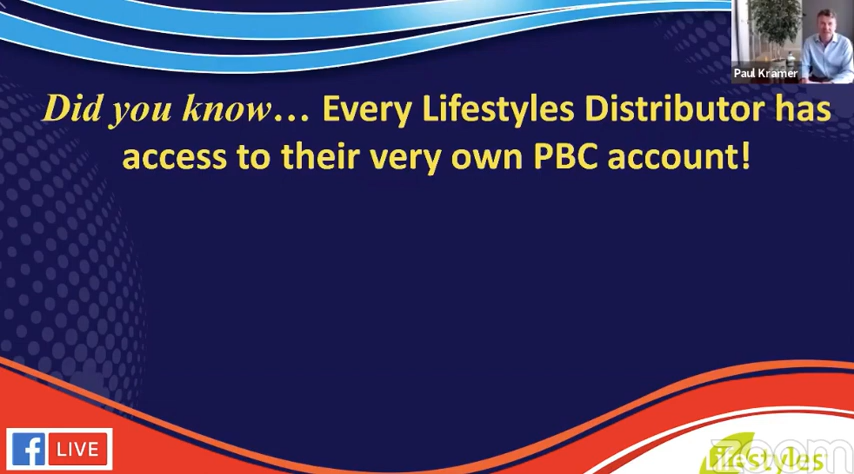 Paul Kramer
Did you know... Every Lifestyles Distributor has
access to their very own PBC account!
f LIVE
Lifestyles
zoom